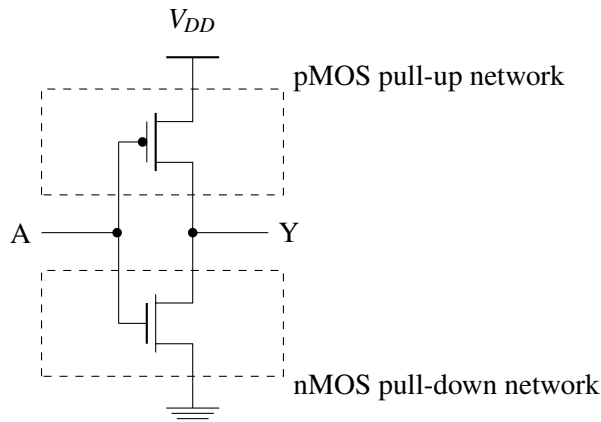 V_DD
pMOS pull-up network
A
Y
nMOS pull-down network